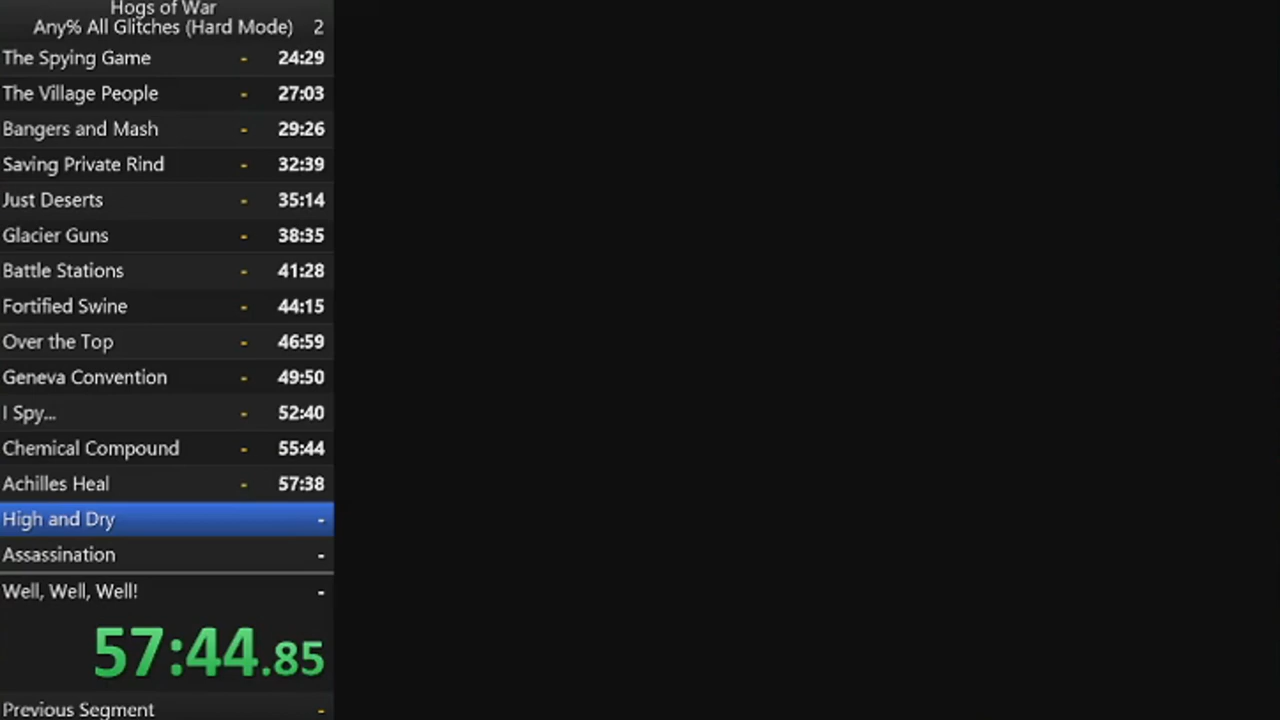 Hogs of War
Any% All Glitches (Hard Mode) 2
The Spying Game - 24:29
The Village People - 27:03
Bangers and Mash - 29:26
Saving Private Rind - 32:39
Just Deserts - 35:14
Glacier Guns - 38:35
Battle Stations - 41:28
Fortified Swine - 44:15
Over the Top - 46:59
Geneva Convention - 49:50
I Spy... - 52:40
Chemical Compound - 55:44
Achilles Heal - 57:38
High and Dry -
Assassination -
Well, Well, Well! -
57:44.85
Previous Segment -